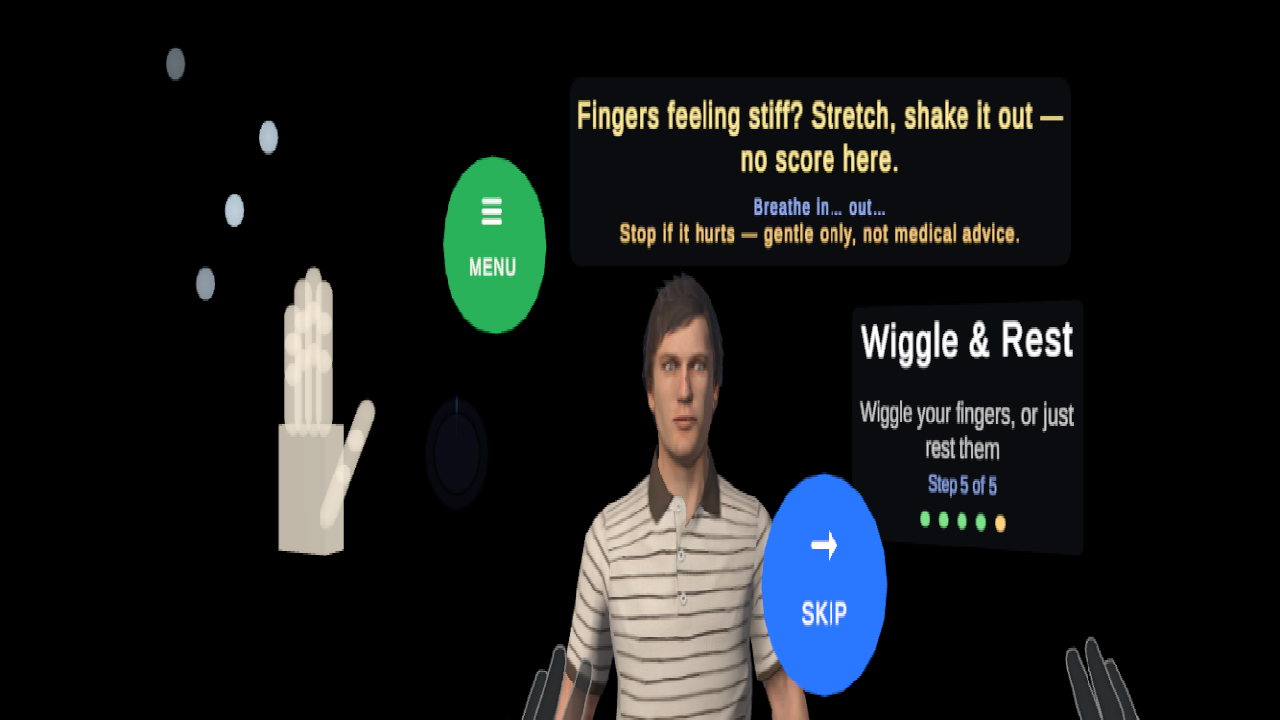 Fingers feeling stiff? Stretch, shake it out —
no score here.
Breathe in... out...
Stop if it hurts — gentle only, not medical advice.
MENU
Wiggle & Rest
Wiggle your fingers, or just
rest them
Step 5 of 5
SKIP